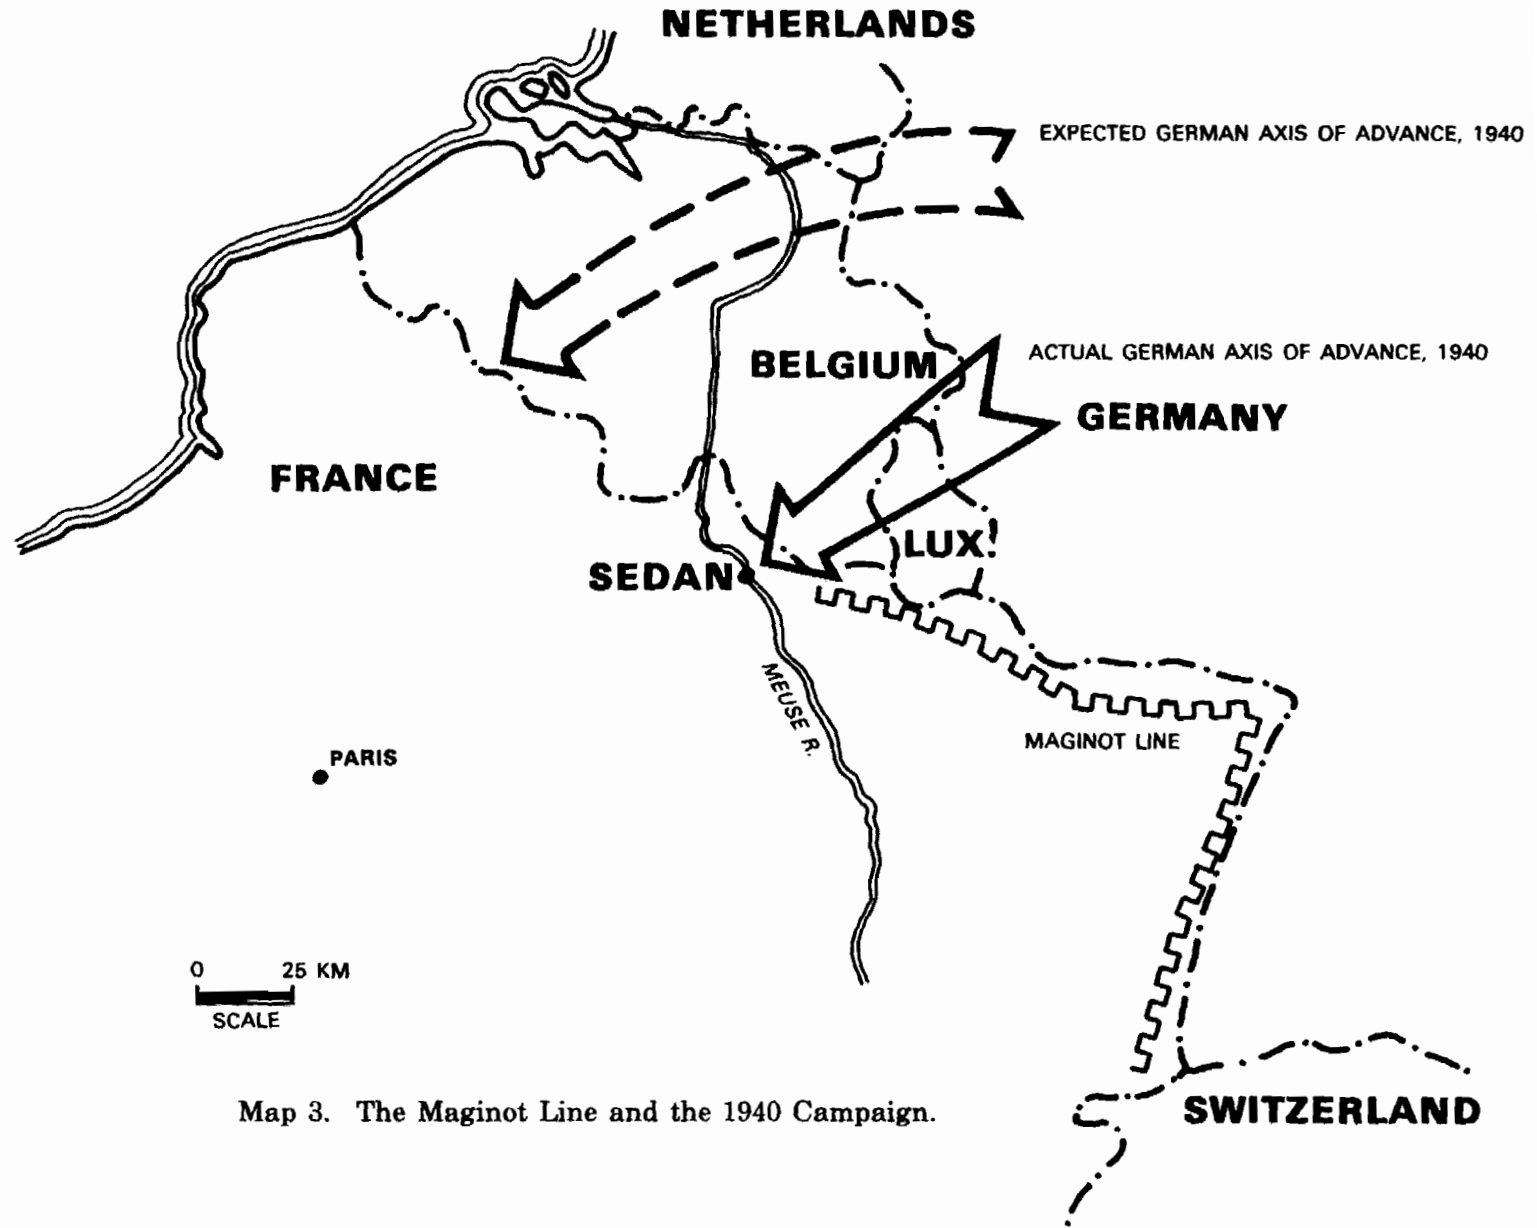 NETHERLANDS
EXPECTED GERMAN AXIS OF ADVANCE, 1940
ACTUAL GERMAN AXIS OF ADVANCE, 1940
BELGIUM
GERMANY
FRANCE
LUX.
SEDAN
MEUSE R.
MAGINOT LINE
PARIS
0 25 KM
SCALE
Map 3. The Maginot Line and the 1940 Campaign.
SWITZERLAND